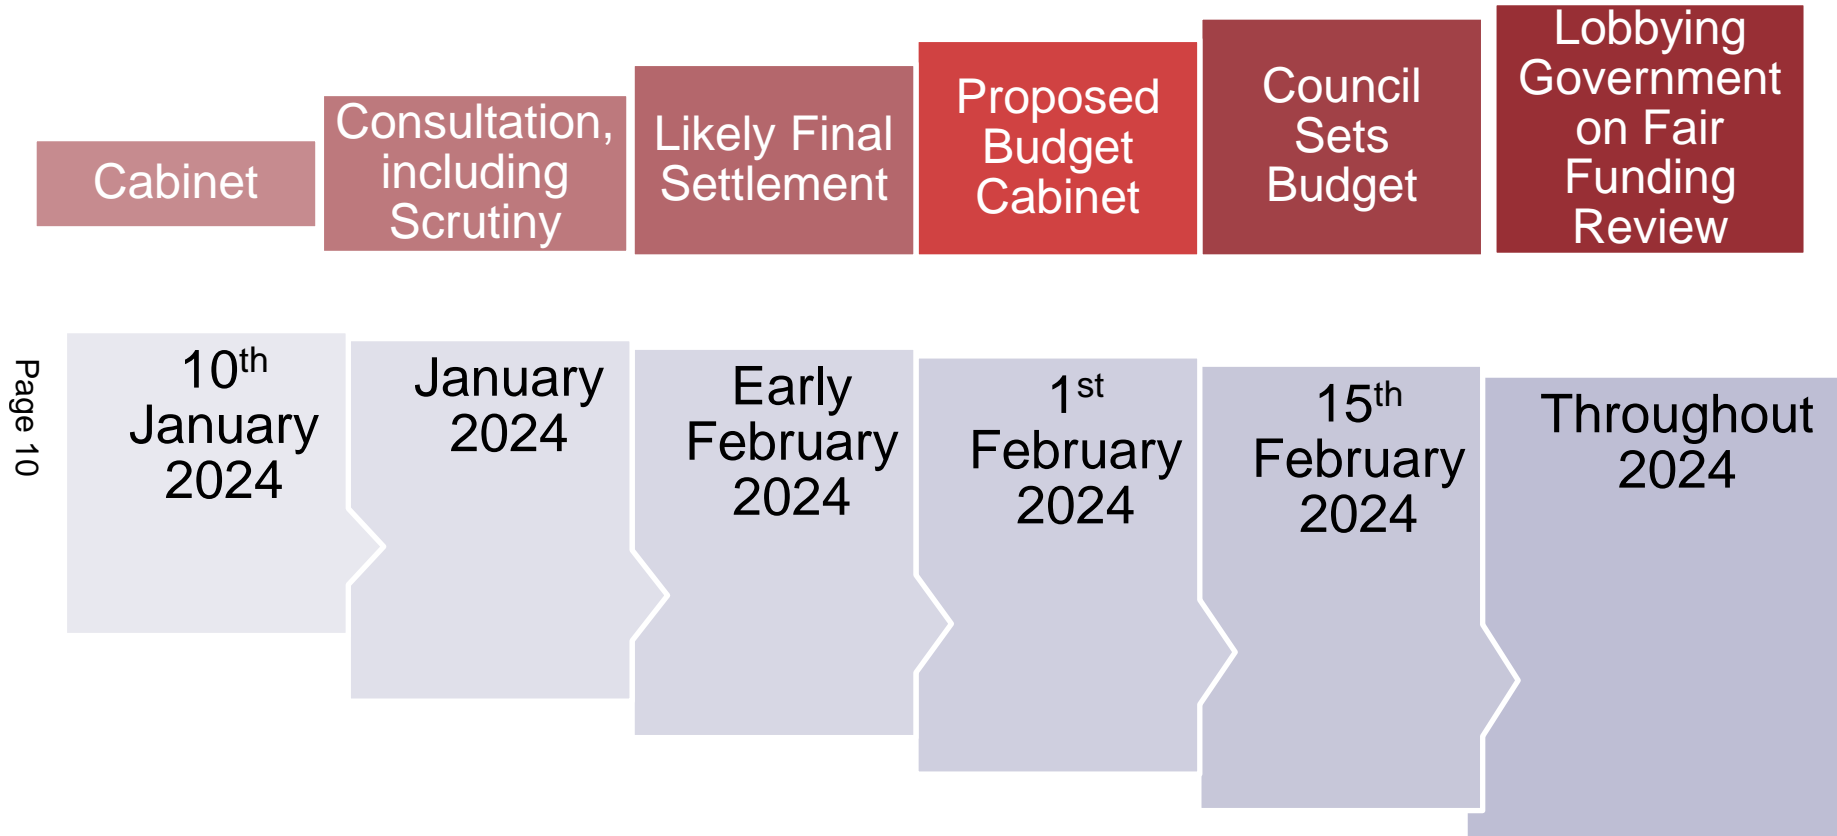 Cabinet
Consultation,
including
Scrutiny
Likely Final
Settlement
Proposed
Budget
Cabinet
Council
Sets
Budget
Lobbying
Government
on Fair
Funding
Review
10th
January
2024
January
2024
Early
February
2024
1st
February
2024
15th
February
2024
Throughout
2024
Page 10